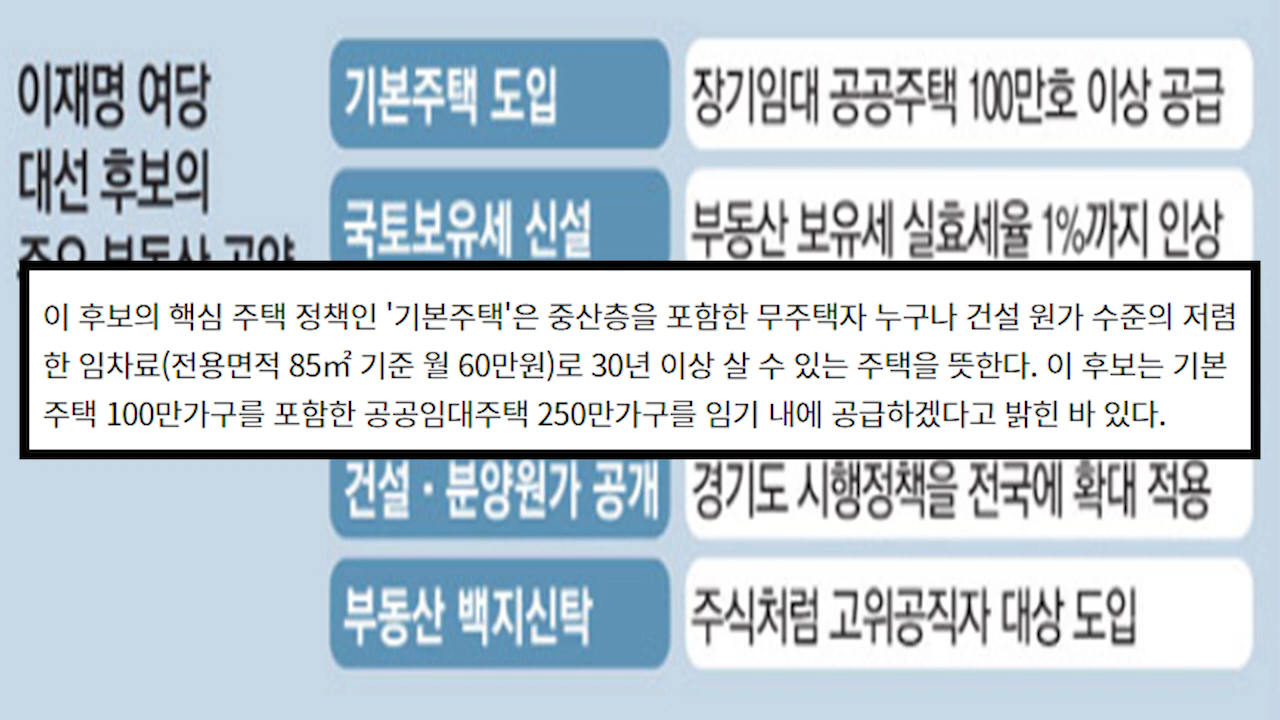 이재명 여당
대선 후보의
주요 부동산 공약
기본주택 도입
장기임대 공공주택 100만호 이상 공급
국토보유세 신설
부동산 보유세 실효세율 1%까지 인상
이 후보의 핵심 주택 정책인 '기본주택'은 중산층을 포함한 무주택자 누구나 건설 원가 수준의 저렴
한 임차료(전용면적 85㎡ 기준 월 60만원)로 30년 이상 살 수 있는 주택을 뜻한다. 이 후보는 기본
주택 100만가구를 포함한 공공임대주택 250만가구를 임기 내에 공급하겠다고 밝힌 바 있다.
건설·분양원가 공개
경기도 시행정책을 전국에 확대 적용
부동산 백지신탁
주식처럼 고위공직자 대상 도입